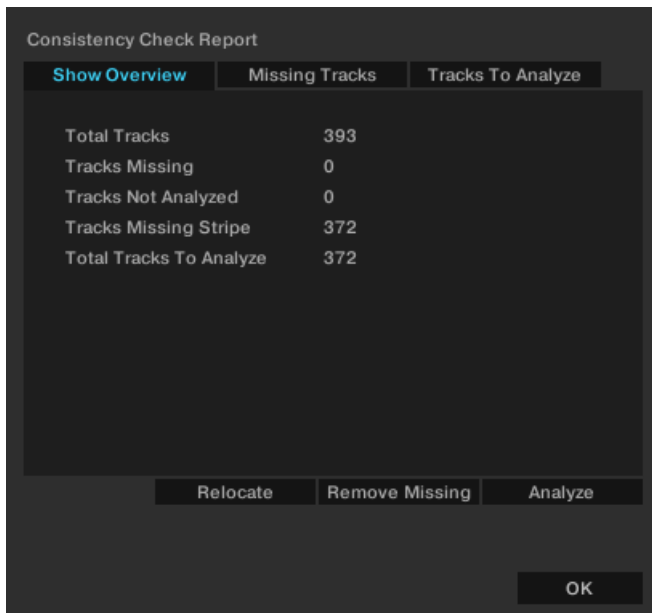 Consistency Check Report
Show Overview Missing Tracks Tracks To Analyze
Total Tracks 393
Tracks Missing 0
Tracks Not Analyzed 0
Tracks Missing Stripe 372
Total Tracks To Analyze 372
Relocate Remove Missing Analyze
OK